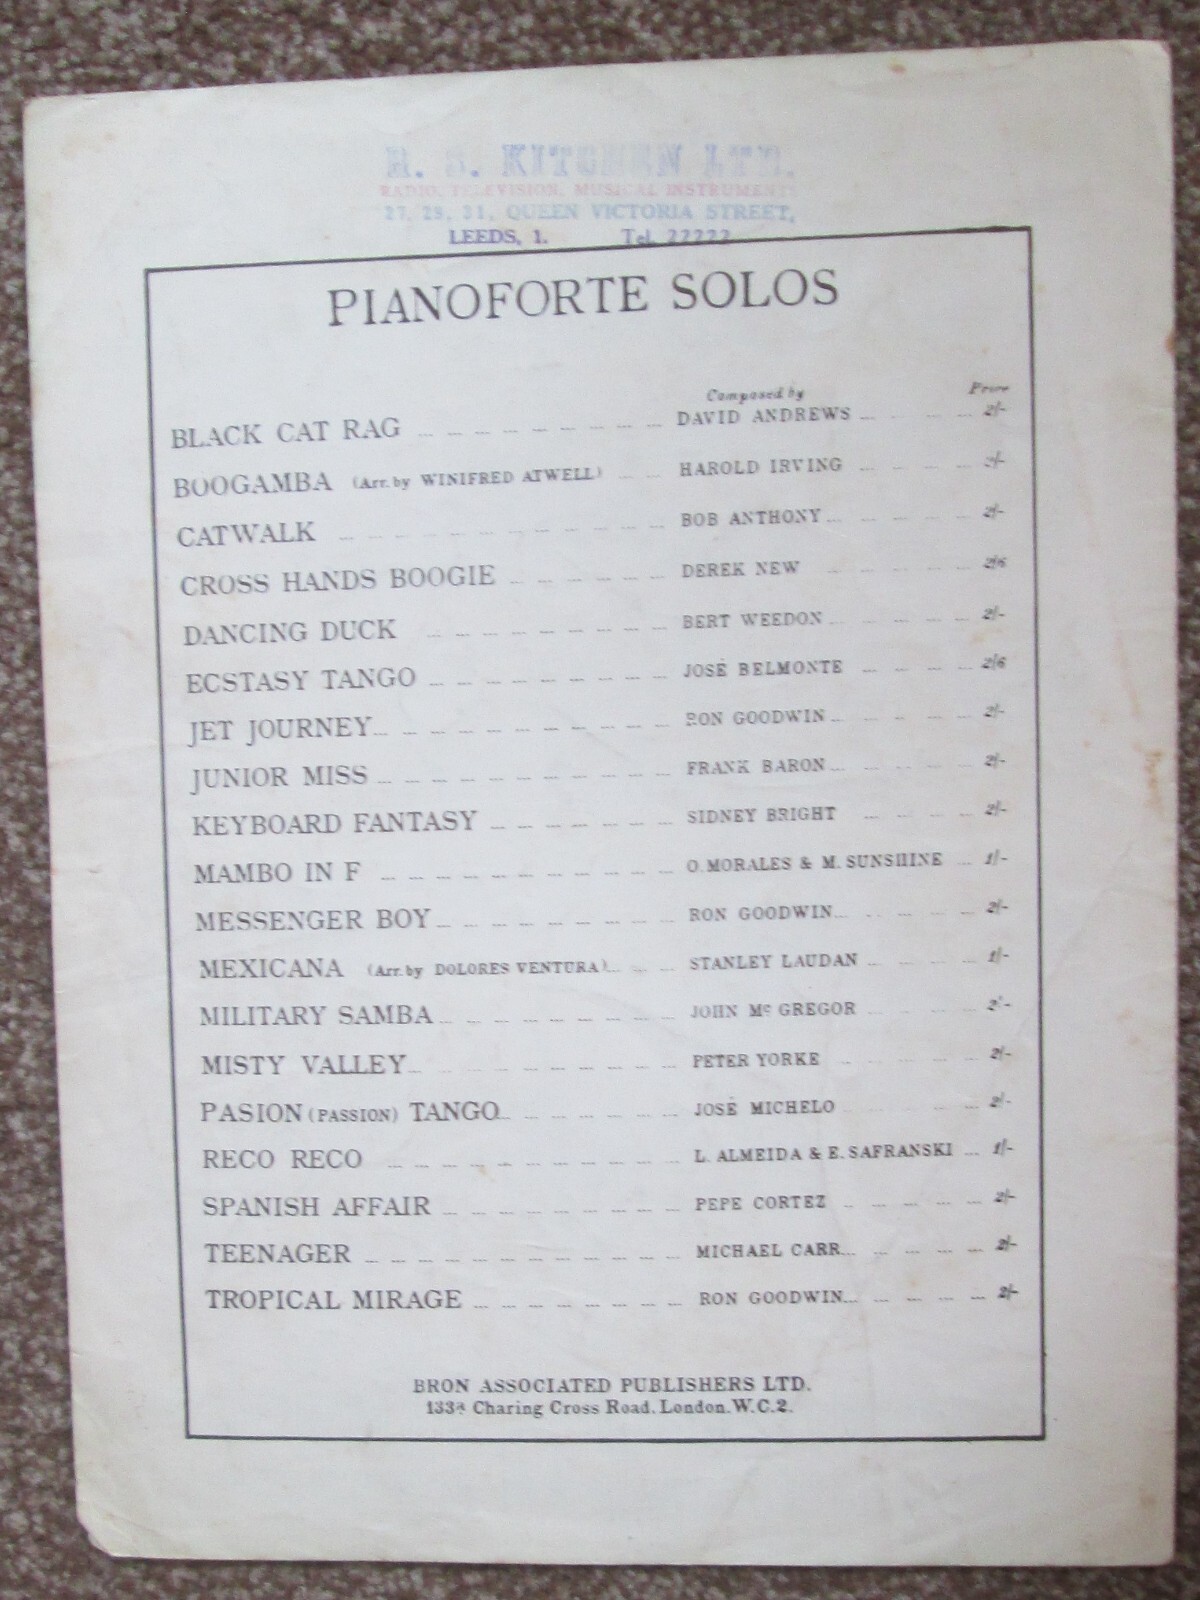 KITCHEN LTD.
RADIO, TELEVISION, MUSICAL INSTRUMENTS
27, 29, 31, QUEEN VICTORIA STREET,
LEEDS, 1. Tel. 27222
PIANOFORTE SOLOS
Composed by Price
BLACK CAT RAG ... DAVID ANDREWS ... 2/-
BOOGAMBA (Arr. by WINIFRED ATWELL) ... HAROLD IRVING ... 2/-
CATWALK ... BOB ANTHONY ... 2/-
CROSS HANDS BOOGIE ... DEREK NEW ... 2/6
DANCING DUCK ... BERT WEEDON ... 2/-
ECSTASY TANGO ... JOSÉ BELMONTE ... 2/6
JET JOURNEY ... RON GOODWIN ... 2/-
JUNIOR MISS ... FRANK BARON ... 2/-
KEYBOARD FANTASY ... SIDNEY BRIGHT ... 2/-
MAMBO IN F ... O. MORALES & M. SUNSHINE ... 1/-
MESSENGER BOY ... RON GOODWIN ... 2/-
MEXICANA (Arr. by DOLORES VENTURA) ... STANLEY LAUDAN ... 1/-
MILITARY SAMBA ... JOHN McGREGOR ... 2/-
MISTY VALLEY ... PETER YORKE ... 2/-
PASION (PASSION) TANGO ... JOSÉ MICHELO ... 2/-
RECO RECO ... L. ALMEIDA & E. SAFRANSKI ... 1/-
SPANISH AFFAIR ... PEPE CORTEZ ... 2/-
TEENAGER ... MICHAEL CARR ... 2/-
TROPICAL MIRAGE ... RON GOODWIN ... 2/-
BRON ASSOCIATED PUBLISHERS LTD.
133a Charing Cross Road. London. W.C.2.